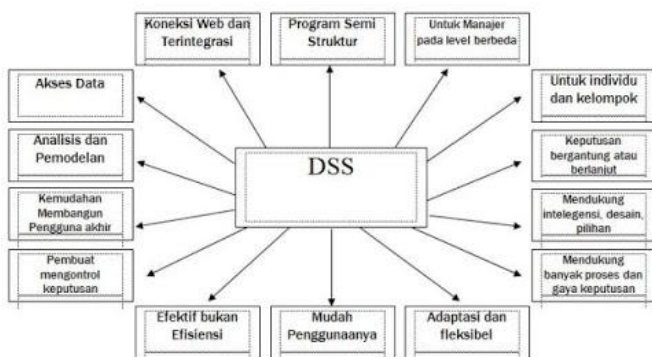 Koneksi Web dan
Terintegrasi
Program Semi
Struktur
Untuk Manajer
pada level berbeda
Akses Data
Untuk individu
dan kelompok
Analisis dan
Pemodelan
DSS
Keputusan
bergantung atau
berlanjut
Kemudahan
Membangun
Pengguna akhir
Mendukung
intelegensi, desain,
pilihan
Pembuat
mengontrol
keputusan
Mendukung
banyak proses dan
gaya keputusan
Efektif bukan
Efisiensi
Mudah
Penggunaanya
Adaptasi dan
fleksibel